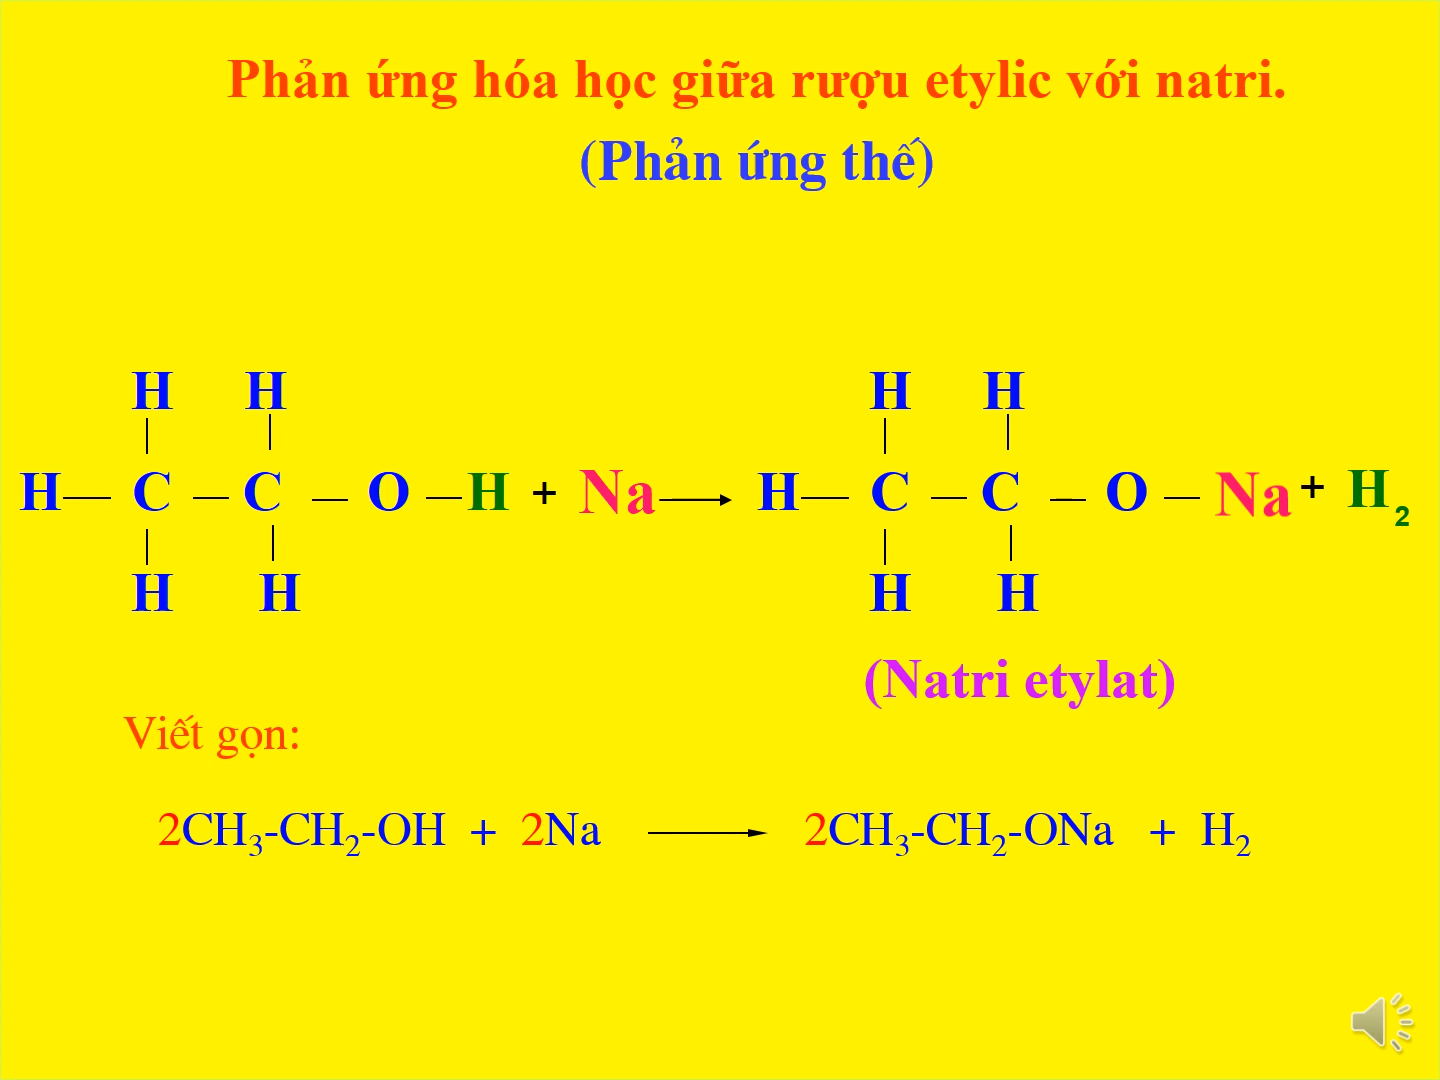 Phản ứng hóa học giữa rượu etylic với natri.
(Phản ứng thế)
H H H H
H — C — C — O — H + Na → H — C — C — O — Na + H₂
H H H H
(Natri etylat)
Viết gọn:
2CH₃-CH₂-OH + 2Na → 2CH₃-CH₂-ONa + H₂